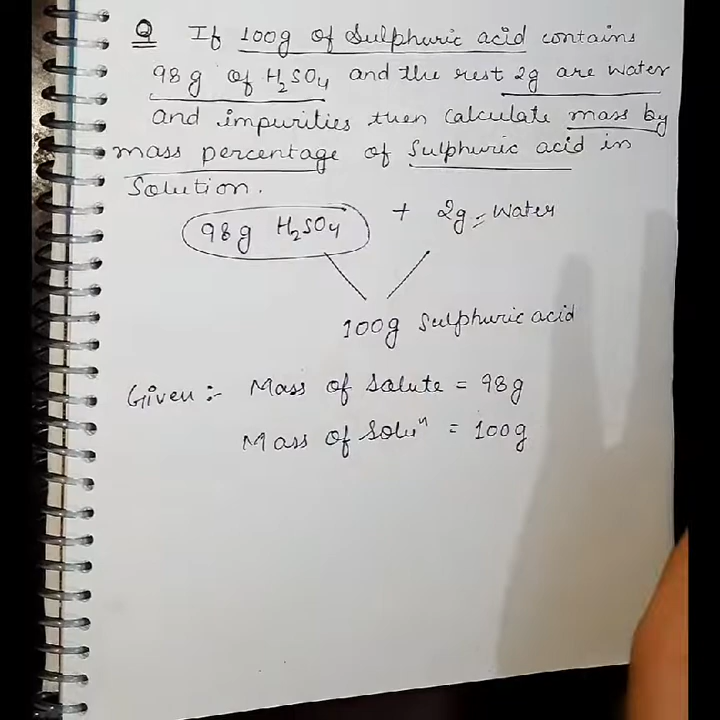 Q If 100g of Sulphuric acid contains
98 g of H₂SO₄ and the rest 2g are water
and impurities then calculate mass by
mass percentage of Sulphuric acid in
Solution.
98g H₂SO₄ + 2g = Water
100g Sulphuric acid
Given :- Mass of Solute = 98g
Mass of Soluⁿ = 100g